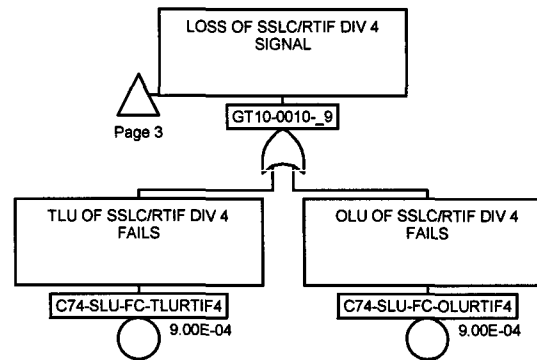 LOSS OF SSLC/RTIF DIV 4
SIGNAL
Page 3
GT10-0010-_9
TLU OF SSLC/RTIF DIV 4
FAILS
OLU OF SSLC/RTIF DIV 4
FAILS
C74-SLU-FC-TLURTIF4
9.00E-04
C74-SLU-FC-OLURTIF4
9.00E-04